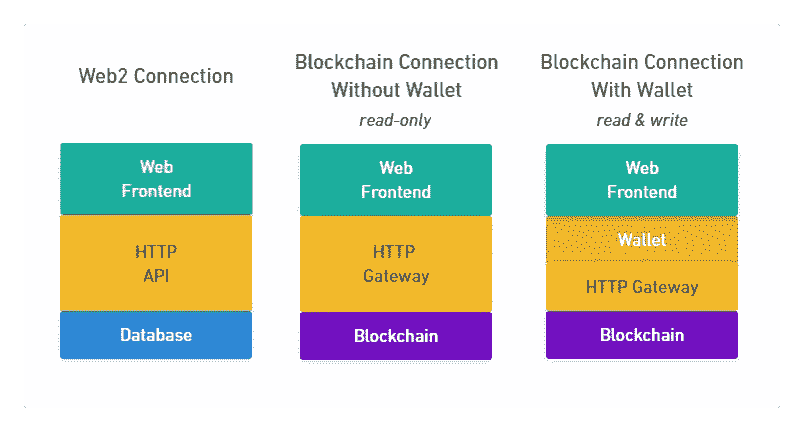 Web2 Connection
Web
Frontend
HTTP
API
Database
Blockchain Connection
Without Wallet
read-only
Web
Frontend
HTTP
Gateway
Blockchain
Blockchain Connection
With Wallet
read & write
Web
Frontend
Wallet
HTTP Gateway
Blockchain